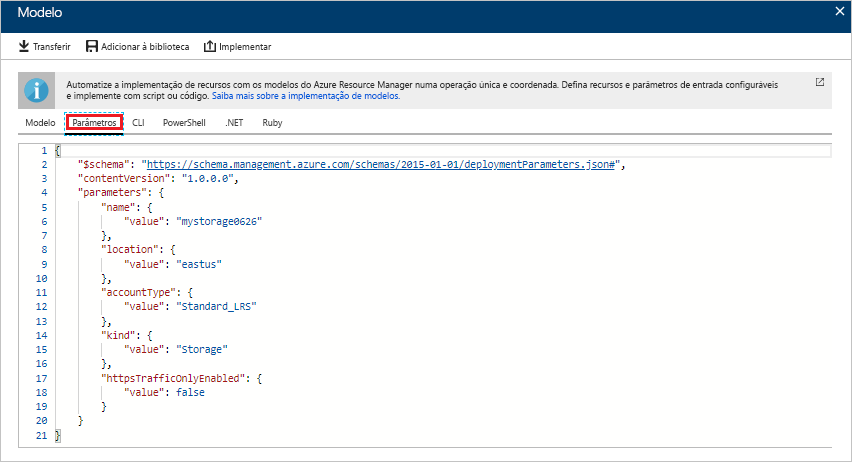 Modelo
Transferir Adicionar à biblioteca Implementar
Automatize a implementação de recursos com os modelos do Azure Resource Manager numa operação única e coordenada. Defina recursos e parâmetros de entrada configuráveis
e implemente com script ou código. Saiba mais sobre a implementação de modelos.
Modelo Parâmetros CLI PowerShell .NET Ruby
1 {
2 "$schema": "https://schema.management.azure.com/schemas/2015-01-01/deploymentParameters.json#",
3 "contentVersion": "1.0.0.0",
4 "parameters": {
5 "name": {
6 "value": "mystorage0626"
7 },
8 "location": {
9 "value": "eastus"
10 },
11 "accountType": {
12 "value": "Standard_LRS"
13 },
14 "kind": {
15 "value": "Storage"
16 },
17 "httpsTrafficOnlyEnabled": {
18 "value": false
19 }
20 }
21 }